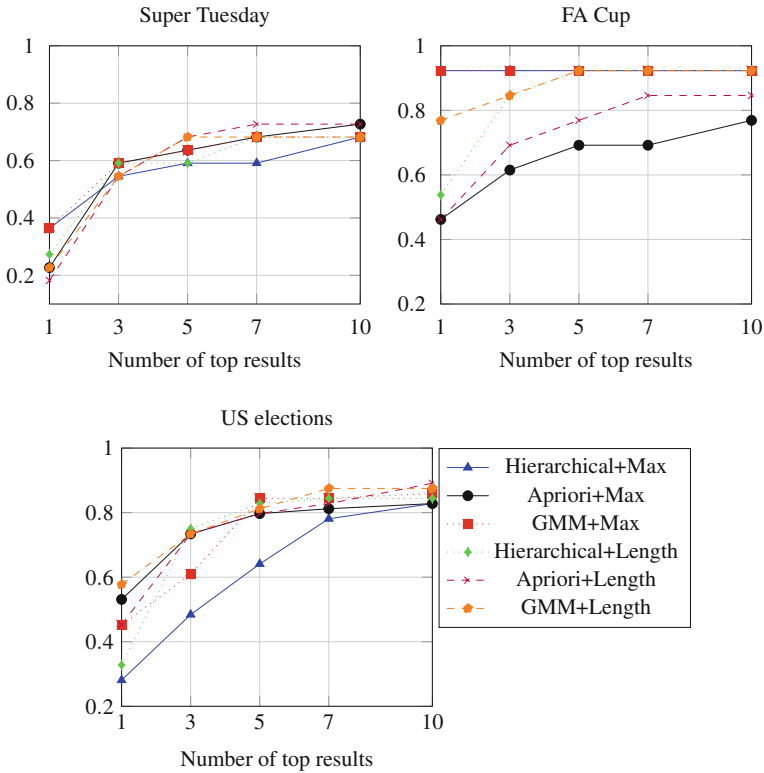 Super Tuesday
1
0.8
0.6
0.4
0.2
1 3 5 7 10
Number of top results
FA Cup
1
0.8
0.6
0.4
0.2
1 3 5 7 10
Number of top results
US elections
1
0.8
0.6
0.4
0.2
1 3 5 7 10
Number of top results
Hierarchical+Max
Apriori+Max
GMM+Max
Hierarchical+Length
Apriori+Length
GMM+Length